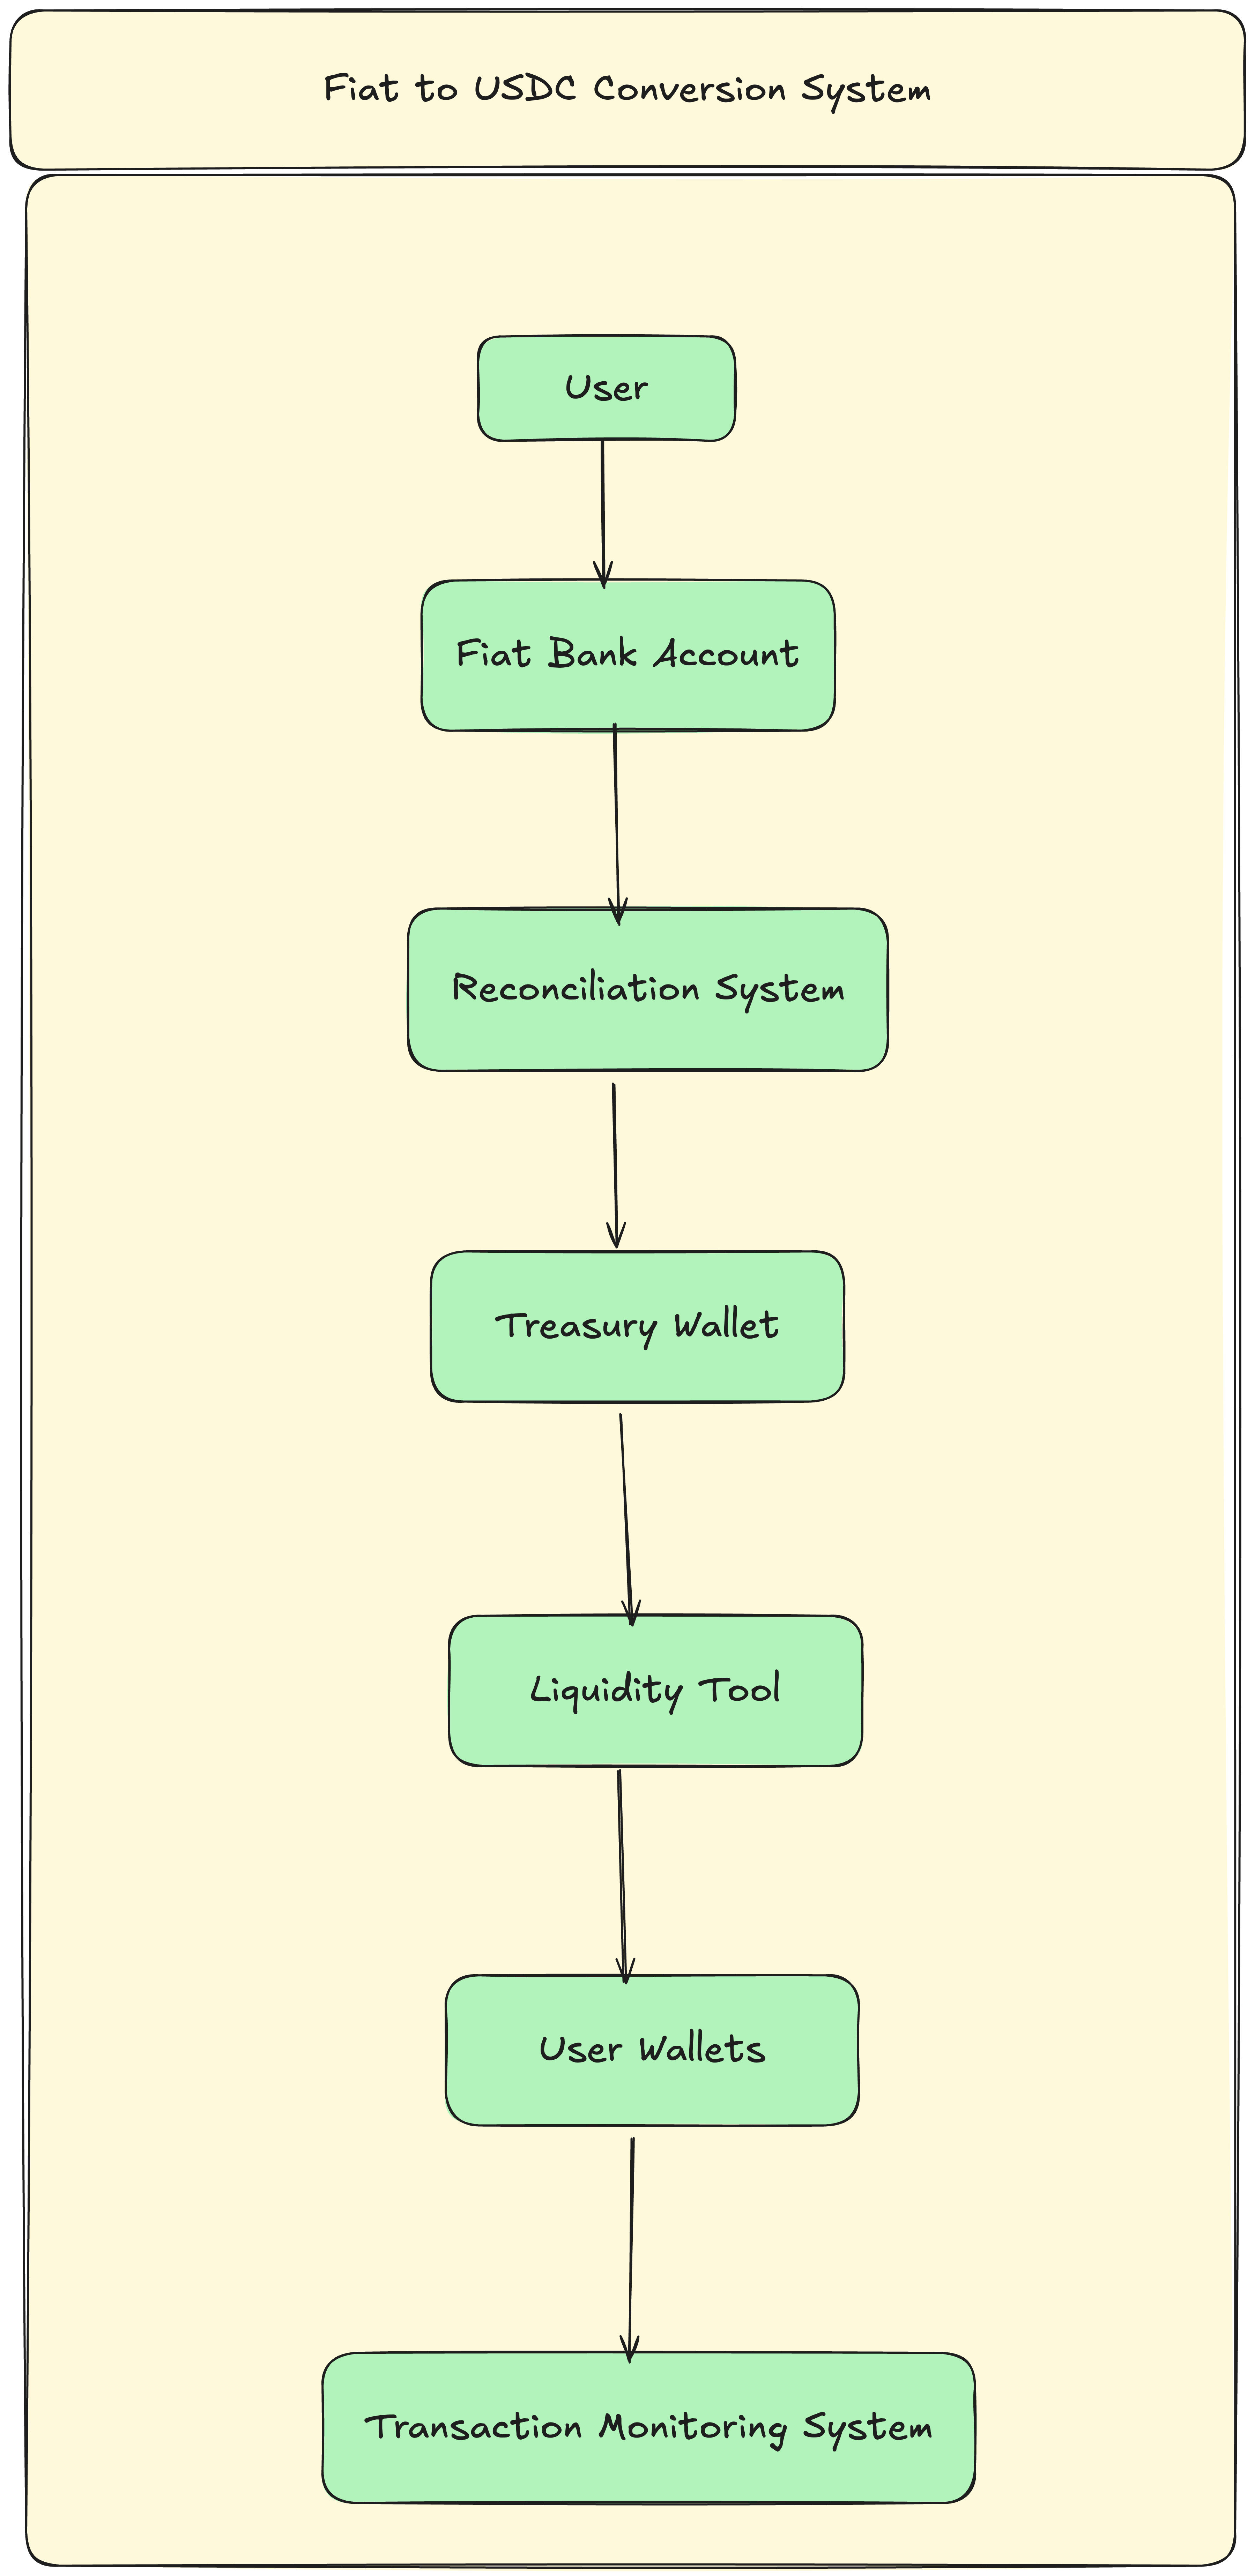 Fiat to USDC Conversion System
User
Fiat Bank Account
Reconciliation System
Treasury Wallet
Liquidity Tool
User Wallets
Transaction Monitoring System